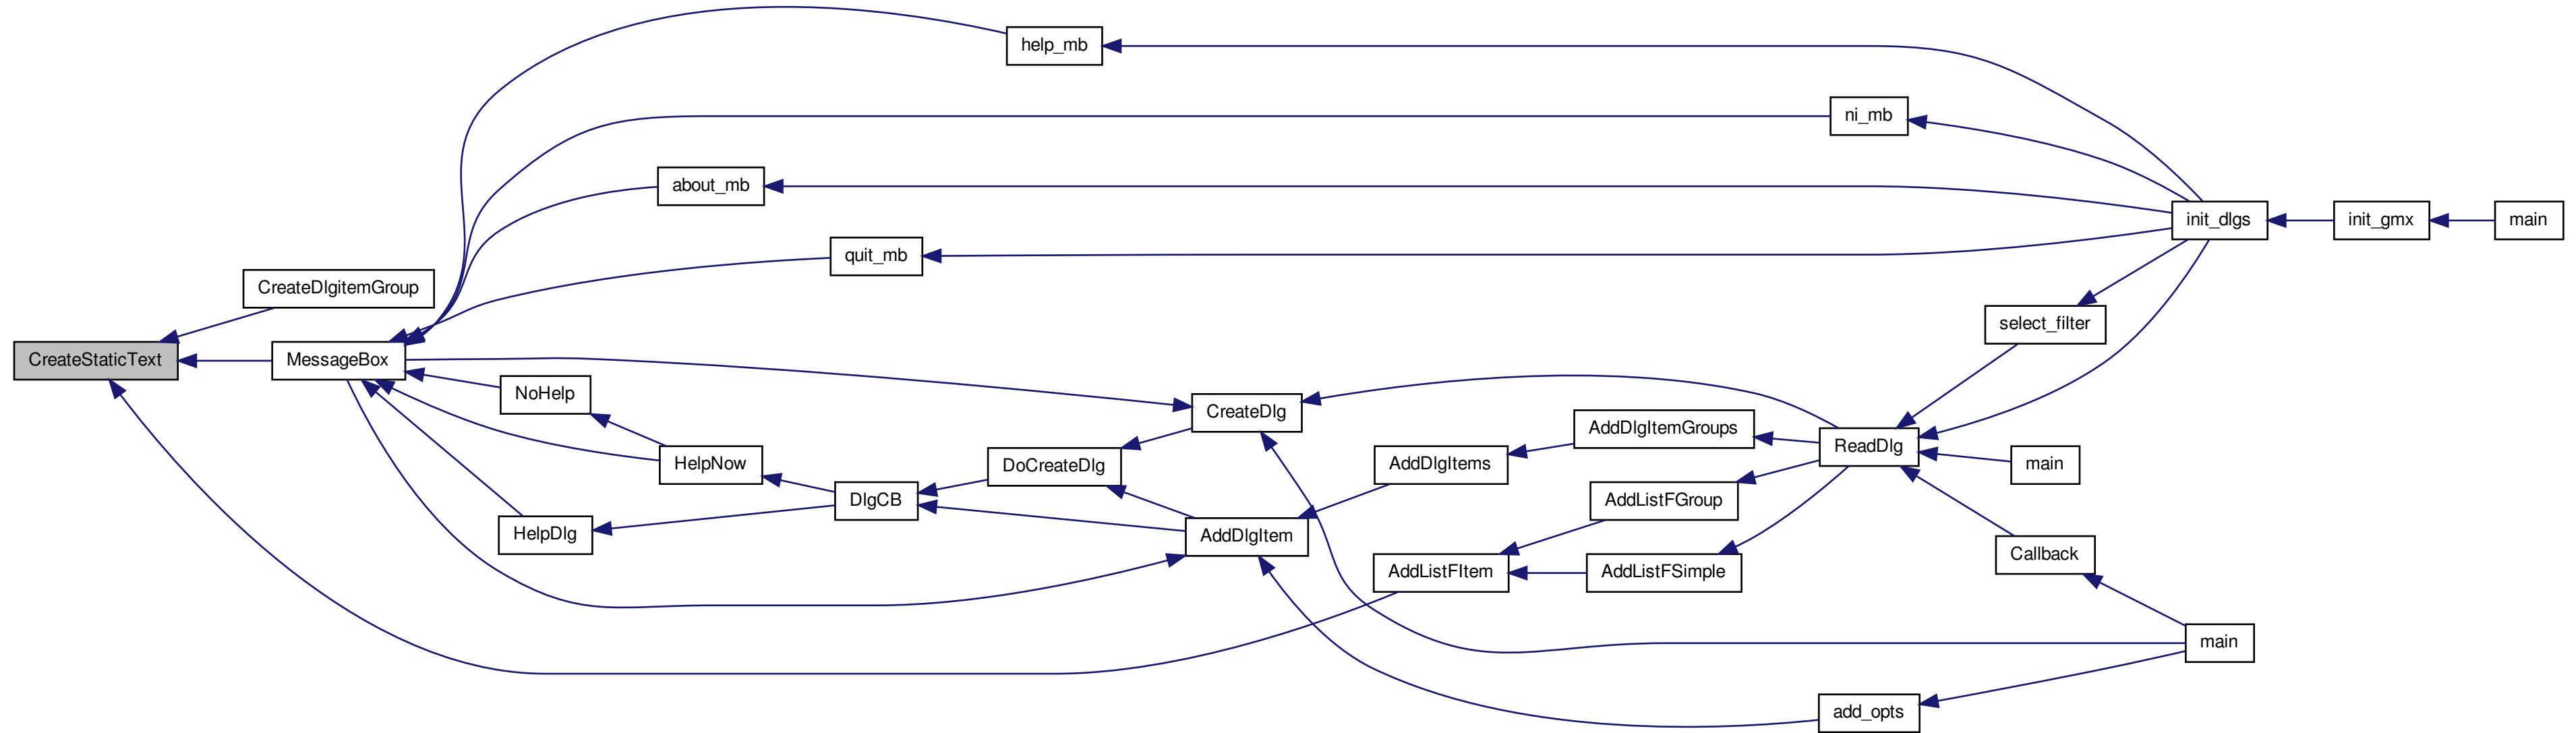 help_mb
ni_mb
about_mb
init_dlgs
init_gmx
main
quit_mb
CreateDlgitemGroup
select_filter
CreateStaticText
MessageBox
NoHelp
CreateDlg
AddDlgItemGroups
ReadDlg
HelpNow
DoCreateDlg
AddDlgItems
main
DlgCB
AddListFGroup
HelpDlg
AddDlgItem
Callback
AddListFItem
AddListFSimple
main
add_opts